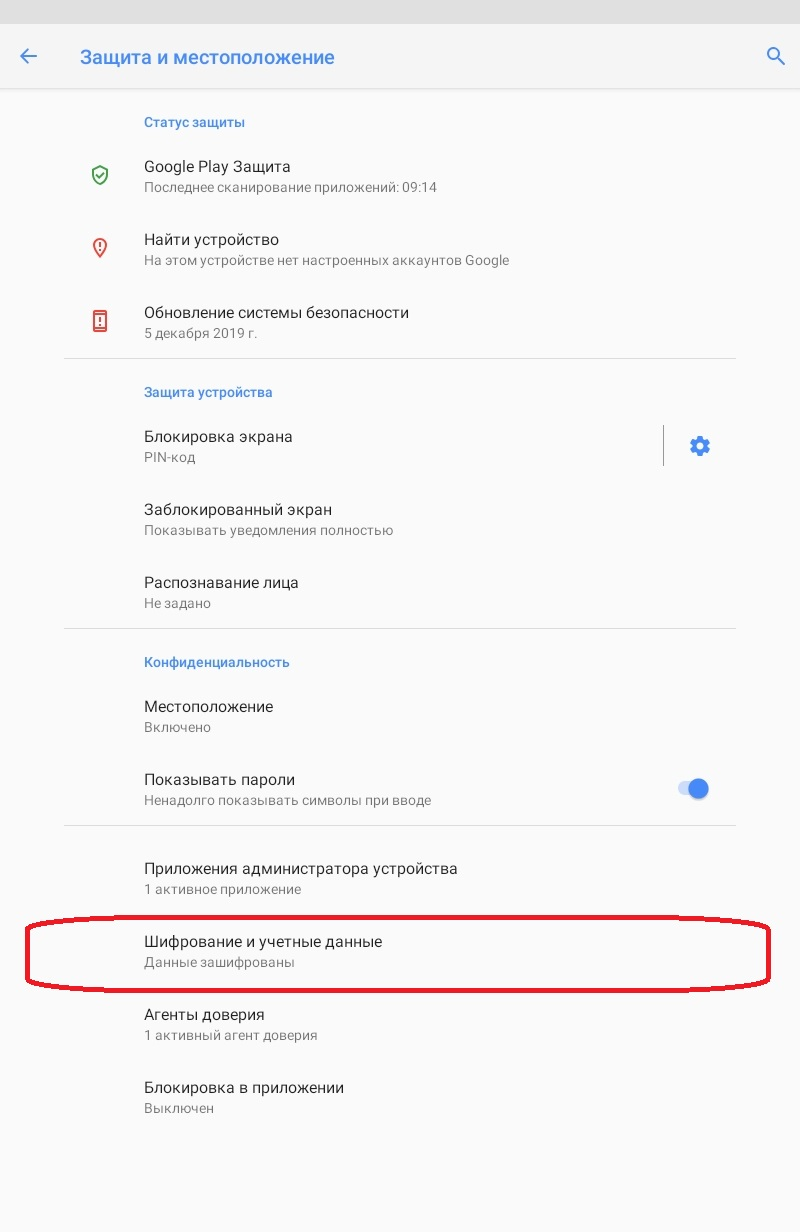 Защита и местоположение
Статус защиты
Google Play Защита
Последнее сканирование приложений: 09:14
Найти устройство
На этом устройстве нет настроенных аккаунтов Google
Обновление системы безопасности
5 декабря 2019 г.
Защита устройства
Блокировка экрана
PIN-код
Заблокированный экран
Показывать уведомления полностью
Распознавание лица
Не задано
Конфиденциальность
Местоположение
Включено
Показывать пароли
Ненадолго показывать символы при вводе
Приложения администратора устройства
1 активное приложение
Шифрование и учетные данные
Данные зашифрованы
Агенты доверия
1 активный агент доверия
Блокировка в приложении
Выключен